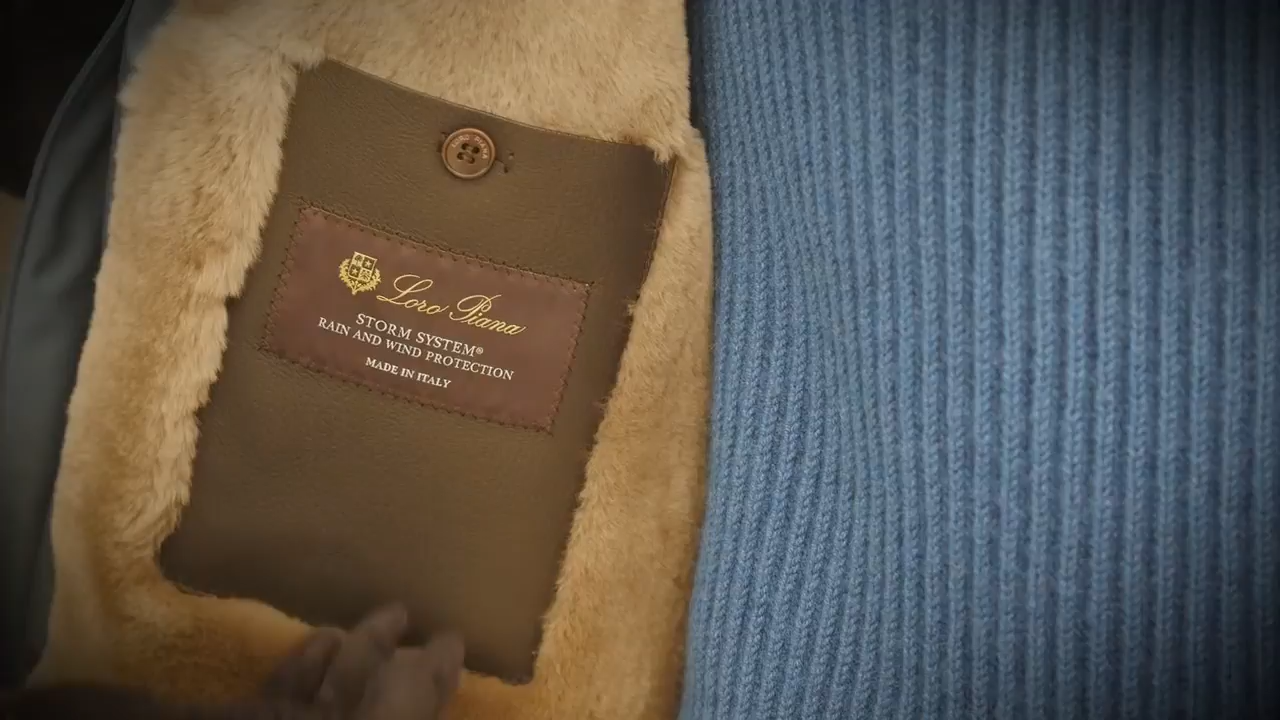 Loro Piana
STORM SYSTEM®
RAIN AND WIND PROTECTION
MADE IN ITALY